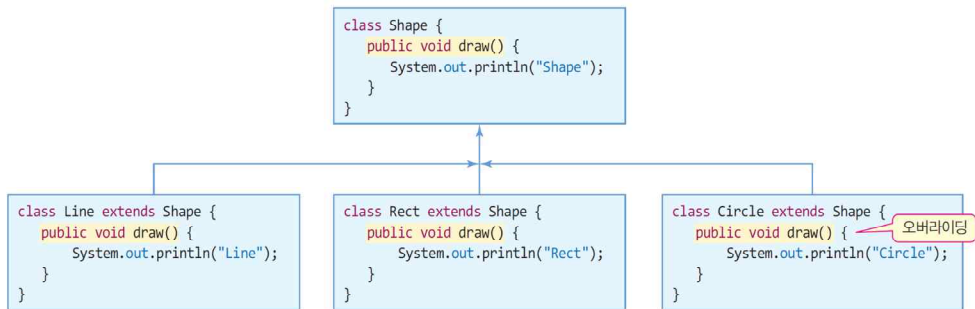 class Shape {
public void draw() {
System.out.println("Shape");
}
}
class Line extends Shape {
public void draw() {
System.out.println("Line");
}
}
class Rect extends Shape {
public void draw() {
System.out.println("Rect");
}
}
class Circle extends Shape {
public void draw() {
System.out.println("Circle");
}
}
오버라이딩